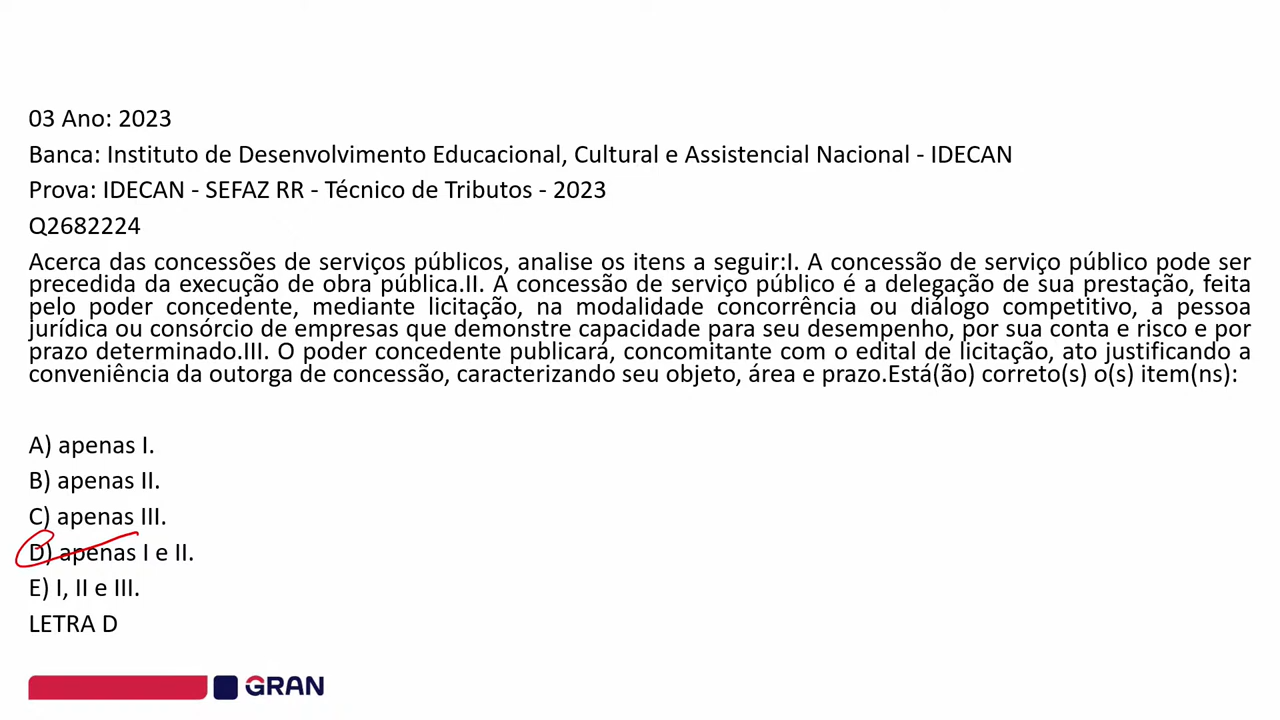 03 Ano: 2023
Banca: Instituto de Desenvolvimento Educacional, Cultural e Assistencial Nacional - IDECAN
Prova: IDECAN - SEFAZ RR - Técnico de Tributos - 2023
Q2682224
Acerca das concessões de serviços públicos, analise os itens a seguir:I. A concessão de serviço público pode ser
precedida da execução de obra pública.II. A concessão de serviço público é a delegação de sua prestação, feita
pelo poder concedente, mediante licitação, na modalidade concorrência ou diálogo competitivo, a pessoa
jurídica ou consórcio de empresas que demonstre capacidade para seu desempenho, por sua conta e risco e por
prazo determinado.III. O poder concedente publicará, concomitante com o edital de licitação, ato justificando a
conveniência da outorga de concessão, caracterizando seu objeto, área e prazo.Está(ão) correto(s) o(s) item(ns):
A) apenas I.
B) apenas II.
C) apenas III.
D) apenas I e II.
E) I, II e III.
LETRA D
GRAN